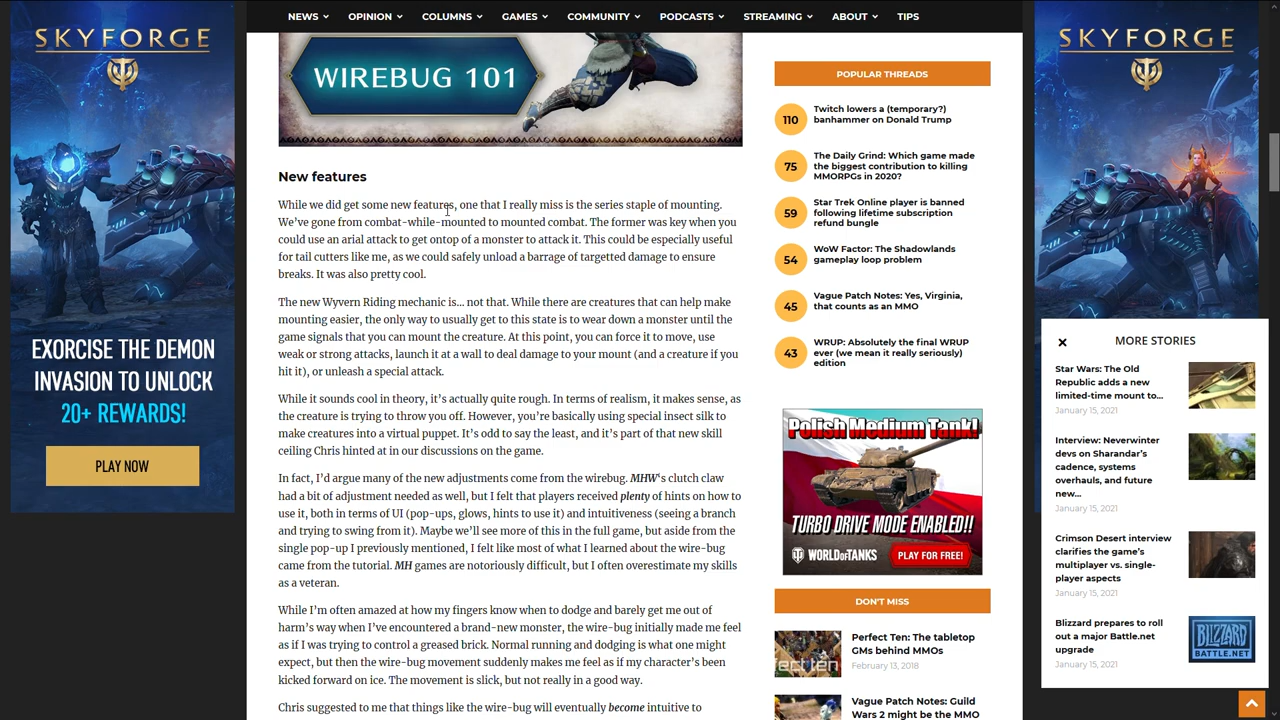 NEWS OPINION COLUMNS GAMES COMMUNITY PODCASTS STREAMING ABOUT TIPS
SKYFORGE
EXORCISE THE DEMON
INVASION TO UNLOCK
20+ REWARDS!
PLAY NOW
WIREBUG 101
New features
While we did get some new features, one that I really miss is the series staple of mounting.
We've gone from combat-while-mounted to mounted combat. The former was key when you
could use an arial attack to get ontop of a monster to attack it. This could be especially useful
for tail cutters like me, as we could safely unload a barrage of targetted damage to ensure
breaks. It was also pretty cool.
The new Wyvern Riding mechanic is… not that. While there are creatures that can help make
mounting easier, the only way to usually get to this state is to wear down a monster until the
game signals that you can mount the creature. At this point, you can force it to move, use
weak or strong attacks, launch it at a wall to deal damage to your mount (and a creature if you
hit it), or unleash a special attack.
While it sounds cool in theory, it's actually quite rough. In terms of realism, it makes sense, as
the creature is trying to throw you off. However, you're basically using special insect silk to
make creatures into a virtual puppet. It's odd to say the least, and it's part of that new skill
ceiling Chris hinted at in our discussions on the game.
In fact, I'd argue many of the new adjustments come from the wirebug. MHW's clutch claw
had a bit of adjustment needed as well, but I felt that players received plenty of hints on how to
use it, both in terms of UI (pop-ups, glows, hints to use it) and intuitiveness (seeing a branch
and trying to swing from it). Maybe we'll see more of this in the full game, but aside from the
single pop-up I previously mentioned, I felt like most of what I learned about the wire-bug
came from the tutorial. MH games are notoriously difficult, but I often overestimate my skills
as a veteran.
While I'm often amazed at how my fingers know when to dodge and barely get me out of
harm's way when I've encountered a brand-new monster, the wire-bug initially made me feel
as if I was trying to control a greased brick. Normal running and dodging is what one might
expect, but then the wire-bug movement suddenly makes me feel as if my character's been
kicked forward on ice. The movement is slick, but not really in a good way.
Chris suggested to me that things like the wire-bug will eventually become intuitive to
POPULAR THREADS
110
Twitch lowers a (temporary?)
banhammer on Donald Trump
75
The Daily Grind: Which game made
the biggest contribution to killing
MMORPGs in 2020?
59
Star Trek Online player is banned
following lifetime subscription
refund bungle
54
WoW Factor: The Shadowlands
gameplay loop problem
45
Vague Patch Notes: Yes, Virginia,
that counts as an MMO
43
WRUP: Absolutely the final WRUP
ever (we mean it really seriously)
edition
Polish Medium Tank!
TURBO DRIVE MODE ENABLED!!
WORLD OF TANKS
PLAY FOR FREE!
DON'T MISS
Perfect Ten: The tabletop
GMs behind MMOs
February 13, 2018
Vague Patch Notes: Guild
Wars 2 might be the MMO
SKYFORGE
MORE STORIES
Star Wars: The Old
Republic adds a new
limited-time mount to...
January 15, 2021
Interview: Neverwinter
devs on Sharandar's
cadence, systems
overhauls, and future
new...
January 15, 2021
Crimson Desert interview
clarifies the game's
multiplayer vs. single-
player aspects
January 15, 2021
Blizzard prepares to roll
out a major Battle.net
upgrade
January 15, 2021
BLIZZARD
BATTLE.NET